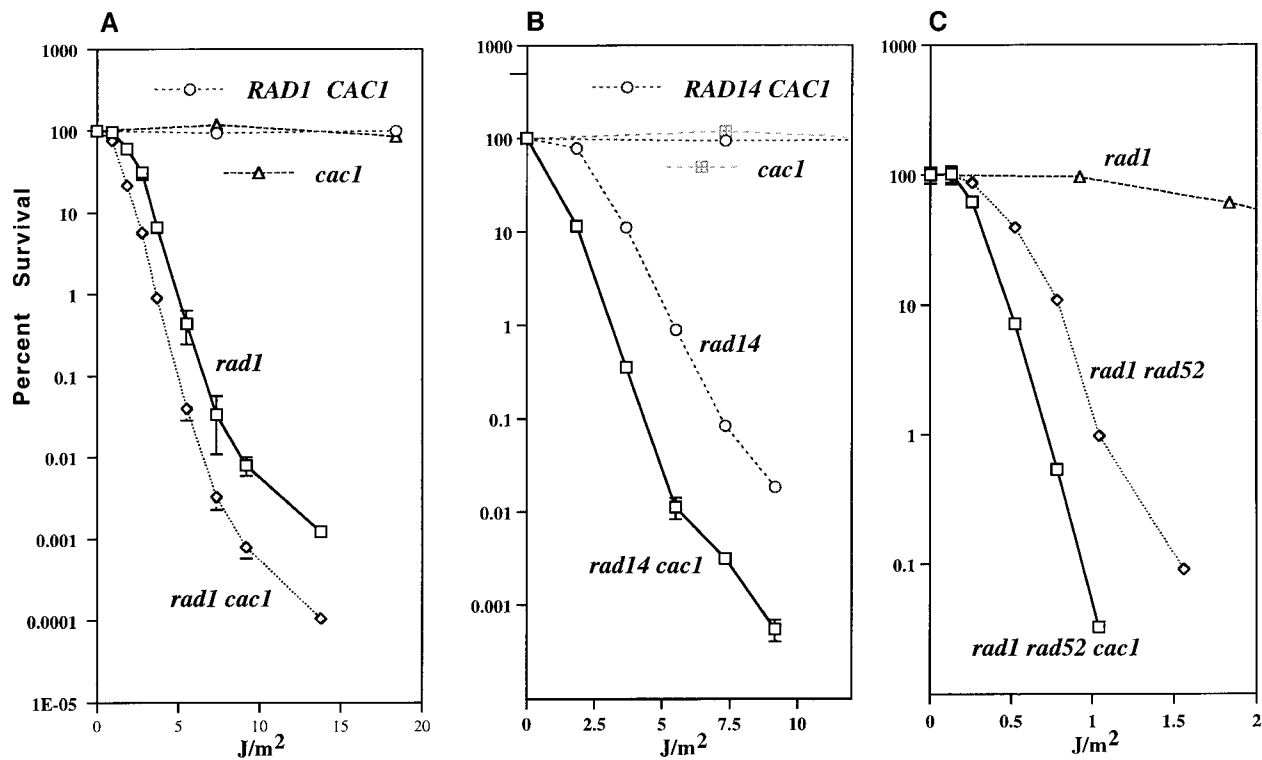 A
Percent Survival
1000
100
10
1
0.1
0.01
0.001
0.0001
1E-05
RAD1 CAC1
cac1
rad1
rad1 cac1
0 5 10 15 20
J/m2
B
1000
100
10
1
0.1
0.01
0.001
RAD14 CAC1
cac1
rad14
rad14 cac1
0 2.5 5 7.5 10
J/m2
C
1000
100
10
1
0.1
rad1
rad1 rad52
rad1 rad52 cac1
0 0.5 1 1.5 2
J/m2